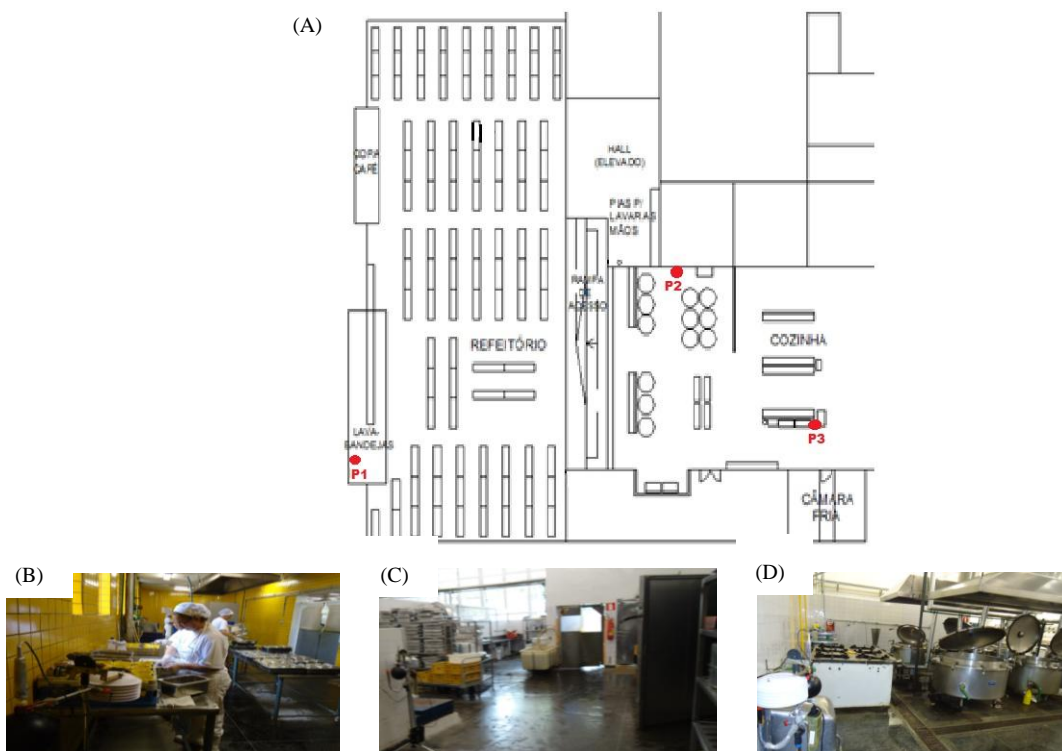 (A)
COPA
CAFÉ
HALL
(ELEVADO)
PIAS P/
LAVAR AS
MÃOS
P2
RAMPA
DE
ACESSO
REFEITÓRIO
COZINHA
LAVA-
BANDEJAS
P1
P3
CÂMARA
FRIA
(B)
(C)
(D)